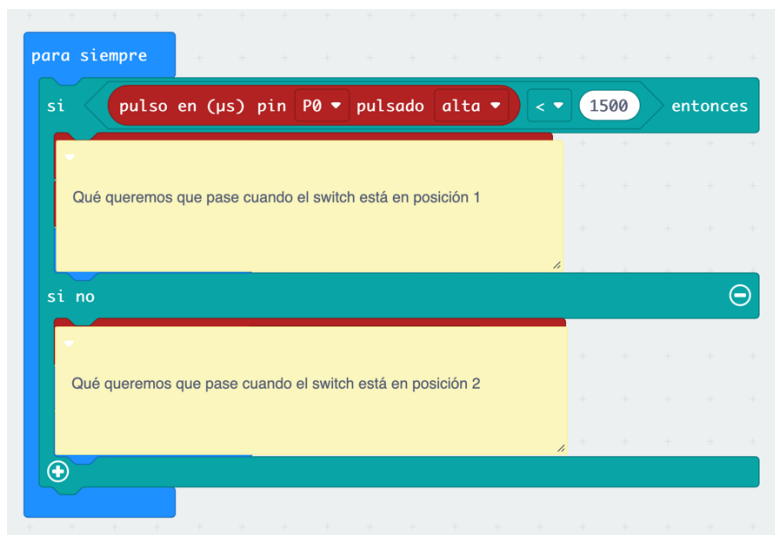 para siempre
si pulso en (µs) pin P0 pulsado alta < 1500 entonces
Qué queremos que pase cuando el switch está en posición 1
si no
Qué queremos que pase cuando el switch está en posición 2